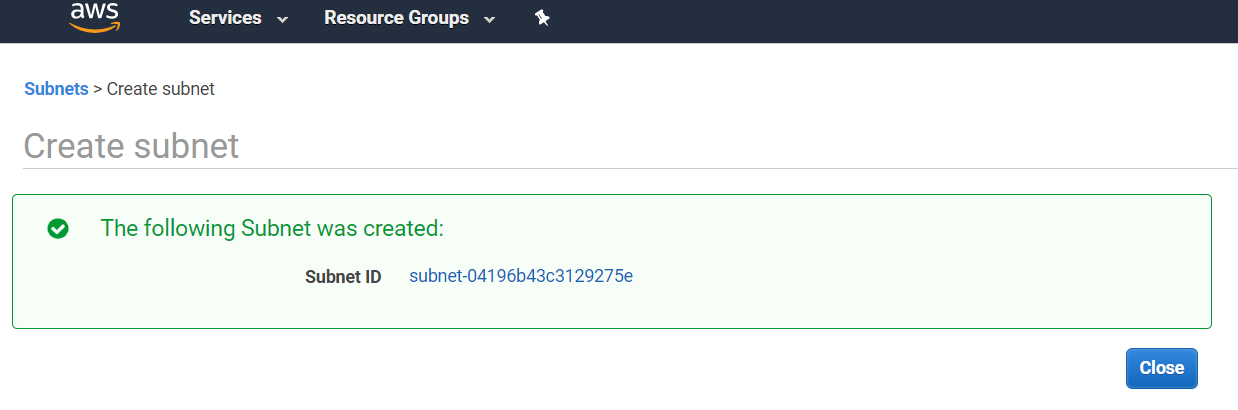 aws
Services Resource Groups
Subnets > Create subnet
Create subnet
The following Subnet was created:
Subnet ID subnet-04196b43c3129275e
Close